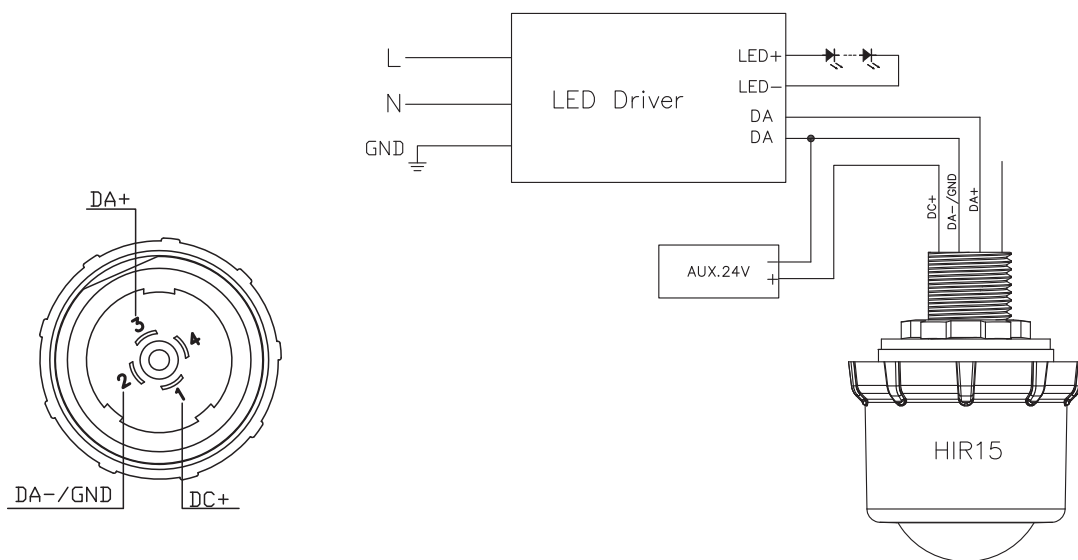 L
N
GND
LED Driver
LED+
LED-
DA
DA
DC+
DA-/GND
DA+
AUX.24V
-
+
HIR15
DA+
3
4
2
1
DA-/GND
DC+